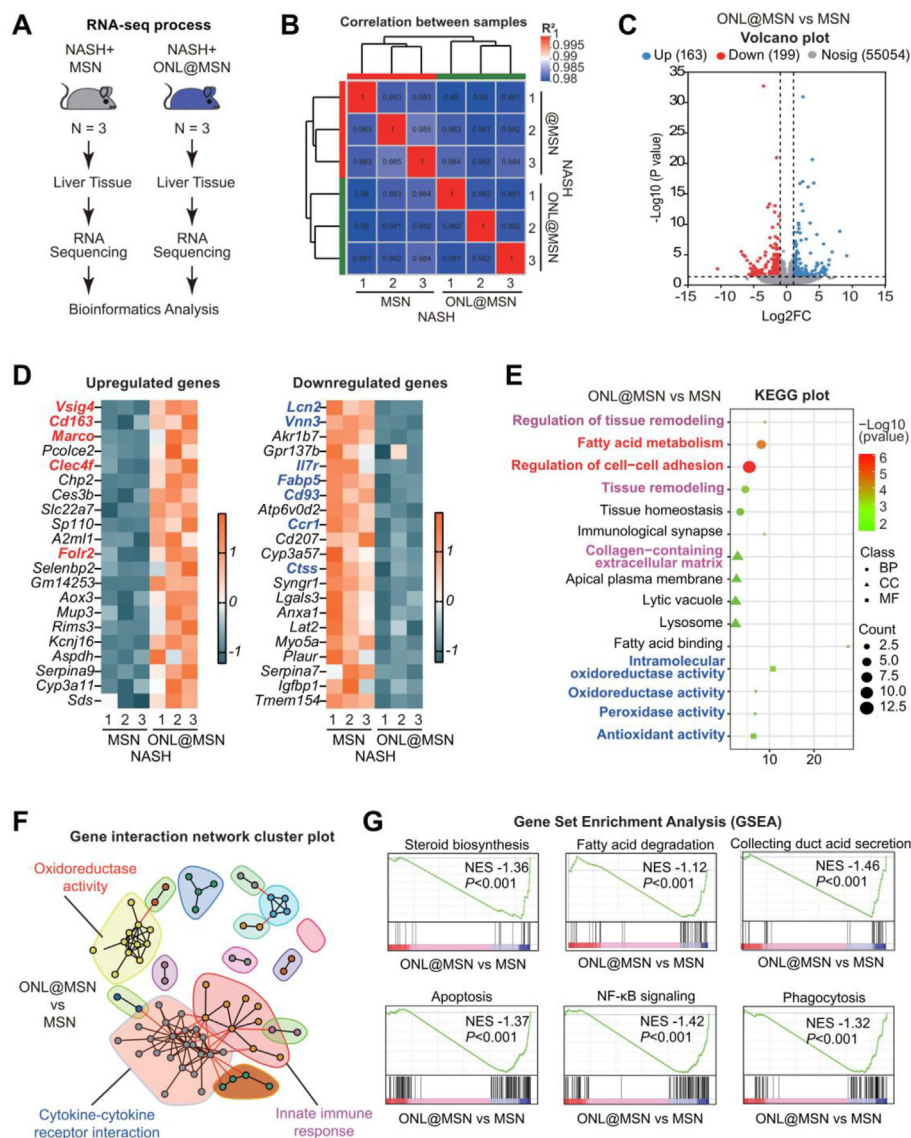 A
RNA-seq process
NASH+
MSN
NASH+
ONL@MSN
N = 3
N = 3
Liver Tissue
Liver Tissue
RNA
Sequencing
RNA
Sequencing
Bioinformatics Analysis
B
Correlation between samples
R²
1
0.995
0.99
0.985
0.98
1 0.983 0.983 0.98 0.98 0.981
0.983 1 0.985 0.983 0.981 0.982
0.983 0.985 1 0.984 0.982 0.984
0.98 0.983 0.984 1 0.982 0.981
0.98 0.981 0.982 0.982 1 0.982
0.981 0.982 0.984 0.981 0.982 1
1
2
3
1
2
3
@MSN
ONL@MSN
NASH
1 2 3 1 2 3
MSN ONL@MSN
NASH
C
ONL@MSN vs MSN
Volcano plot
Up (163) Down (199) Nosig (55054)
-Log10 (P value)
35
30
25
20
15
10
5
0
-15 -10 -5 0 5 10 15
Log2FC
D
Upregulated genes
Vsig4
Cd163
Marco
Pcolce2
Clec4f
Chp2
Ces3b
Slc22a7
Sp110
A2ml1
Folr2
Selenbp2
Gm14253
Aox3
Mup3
Rims3
Kcnj16
Aspdh
Serpina9
Cyp3a11
Sds
1
0
-1
1 2 3 1 2 3
MSN ONL@MSN
NASH
Downregulated genes
Lcn2
Vnn3
Akr1b7
Gpr137b
Il7r
Fabp5
Cd93
Atp6v0d2
Ccr1
Cd207
Cyp3a57
Ctss
Syngr1
Lgals3
Anxa1
Lat2
Myo5a
Plaur
Serpina7
Igfbp1
Tmem154
1
0
-1
1 2 3 1 2 3
MSN ONL@MSN
NASH
E
ONL@MSN vs MSN
KEGG plot
Regulation of tissue remodeling
Fatty acid metabolism
Regulation of cell−cell adhesion
Tissue remodeling
Tissue homeostasis
Immunological synapse
Collagen−containing
extracellular matrix
Apical plasma membrane
Lytic vacuole
Lysosome
Fatty acid binding
Intramolecular
oxidoreductase activity
Oxidoreductase activity
Peroxidase activity
Antioxidant activity
10 20
−Log10
(pvalue)
6
5
4
3
2
Class
BP
CC
MF
Count
2.5
5.0
7.5
10.0
12.5
F
Gene interaction network cluster plot
Oxidoreductase
activity
ONL@MSN
vs
MSN
Cytokine-cytokine
receptor interaction
Innate immune
response
G
Gene Set Enrichment Analysis (GSEA)
Steroid biosynthesis
NES -1.36
P<0.001
ONL@MSN vs MSN
Fatty acid degradation
NES -1.12
P<0.001
ONL@MSN vs MSN
Collecting duct acid secretion
NES -1.46
P<0.001
ONL@MSN vs MSN
Apoptosis
NES -1.37
P<0.001
ONL@MSN vs MSN
NF-κB signaling
NES -1.42
P<0.001
ONL@MSN vs MSN
Phagocytosis
NES -1.32
P<0.001
ONL@MSN vs MSN